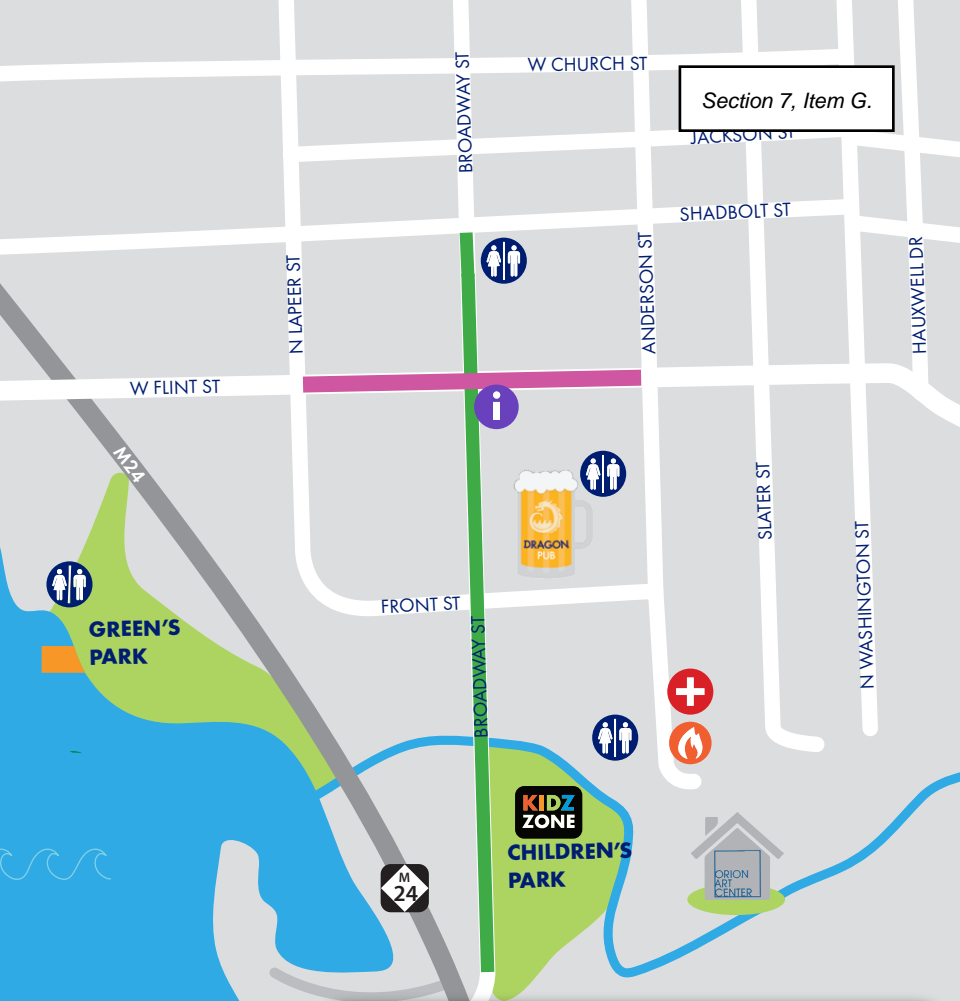 BROADWAY ST
W CHURCH ST
Section 7, Item G.
JACKSON ST
SHADBOLT ST
N LAPEER ST
ANDERSON ST
HAUXWELL DR
W FLINT ST
i
M24
SLATER ST
N WASHINGTON ST
DRAGON
PUB
FRONT ST
GREEN'S
PARK
BROADWAY ST
KIDZ
ZONE
CHILDREN'S
PARK
M
24
ORION
ART
CENTER